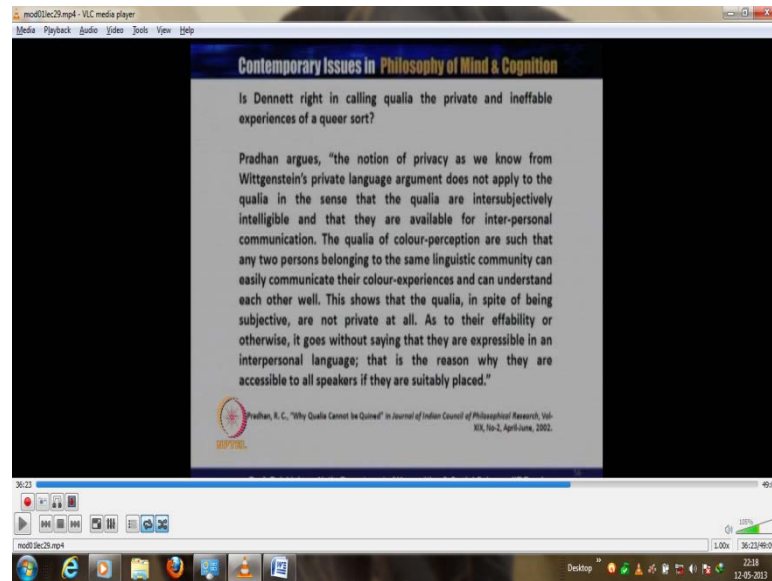 mod01lec29.mp4 - VLC media player
Media Playback Audio Video Tools View Help
Contemporary Issues in Philosophy of Mind & Cognition
Is Dennett right in calling qualia the private and ineffable
experiences of a queer sort?
Pradhan argues, "the notion of privacy as we know from
Wittgenstein's private language argument does not apply to the
qualia in the sense that the qualia are intersubjectively
intelligible and that they are available for inter-personal
communication. The qualia of colour-perception are such that
any two persons belonging to the same linguistic community can
easily communicate their colour-experiences and can understand
each other well. This shows that the qualia, in spite of being
subjective, are not private at all. As to their effability or
otherwise, it goes without saying that they are expressible in an
interpersonal language; that is the reason why they are
accessible to all speakers if they are suitably placed."
Pradhan, R. C., "Why Qualia Cannot be Quined" in Journal of Indian Council of Philosophical Research, Vol-
XIX, No-2, April-June, 2002.
NPTEL
36:23
mod01lec29.mp4
1.00x 36:23/49:0
Desktop
22:18
12-05-2013